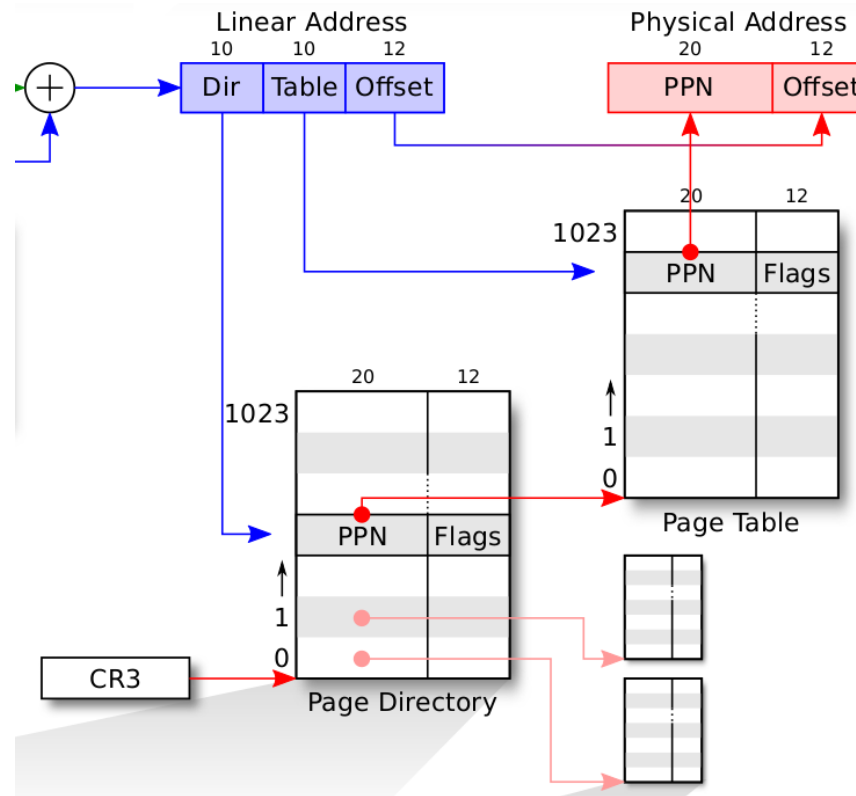 Linear Address
10 10 12
Dir Table Offset
Physical Address
20 12
PPN Offset
20 12
1023
PPN Flags
1
0
Page Table
20 12
1023
PPN Flags
1
0
Page Directory
CR3